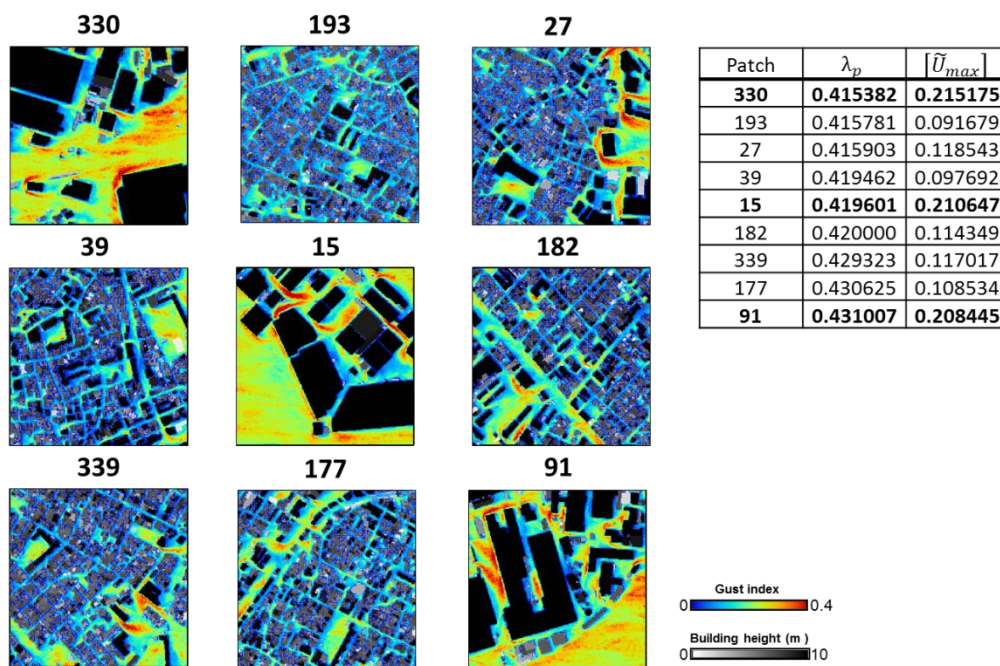 330 193 27
39 15 182
339 177 91
Patch λp [Ũmax]
330 0.415382 0.215175
193 0.415781 0.091679
27 0.415903 0.118543
39 0.419462 0.097692
15 0.419601 0.210647
182 0.420000 0.114349
339 0.429323 0.117017
177 0.430625 0.108534
91 0.431007 0.208445
Gust index
0 0.4
Building height (m )
0 10